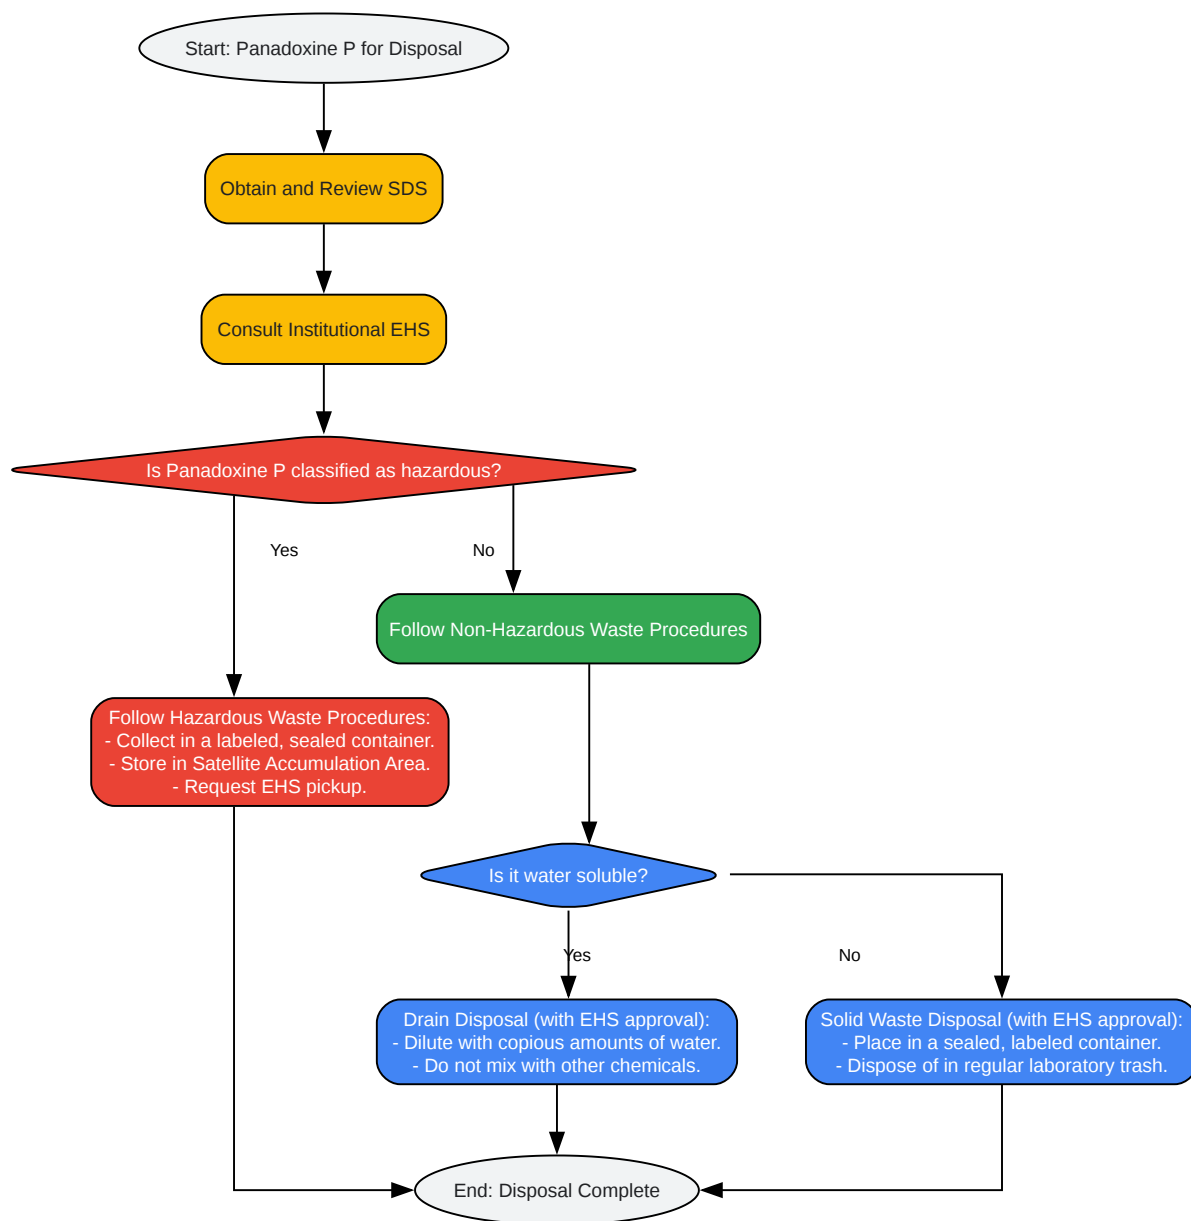 Start: Panadoxine P for Disposal
Obtain and Review SDS
Consult Institutional EHS
Is Panadoxine P classified as hazardous?
Yes
No
Follow Non-Hazardous Waste Procedures
Follow Hazardous Waste Procedures:
- Collect in a labeled, sealed container.
- Store in Satellite Accumulation Area.
- Request EHS pickup.
Is it water soluble?
Yes
No
Drain Disposal (with EHS approval):
- Dilute with copious amounts of water.
- Do not mix with other chemicals.
Solid Waste Disposal (with EHS approval):
- Place in a sealed, labeled container.
- Dispose of in regular laboratory trash.
End: Disposal Complete